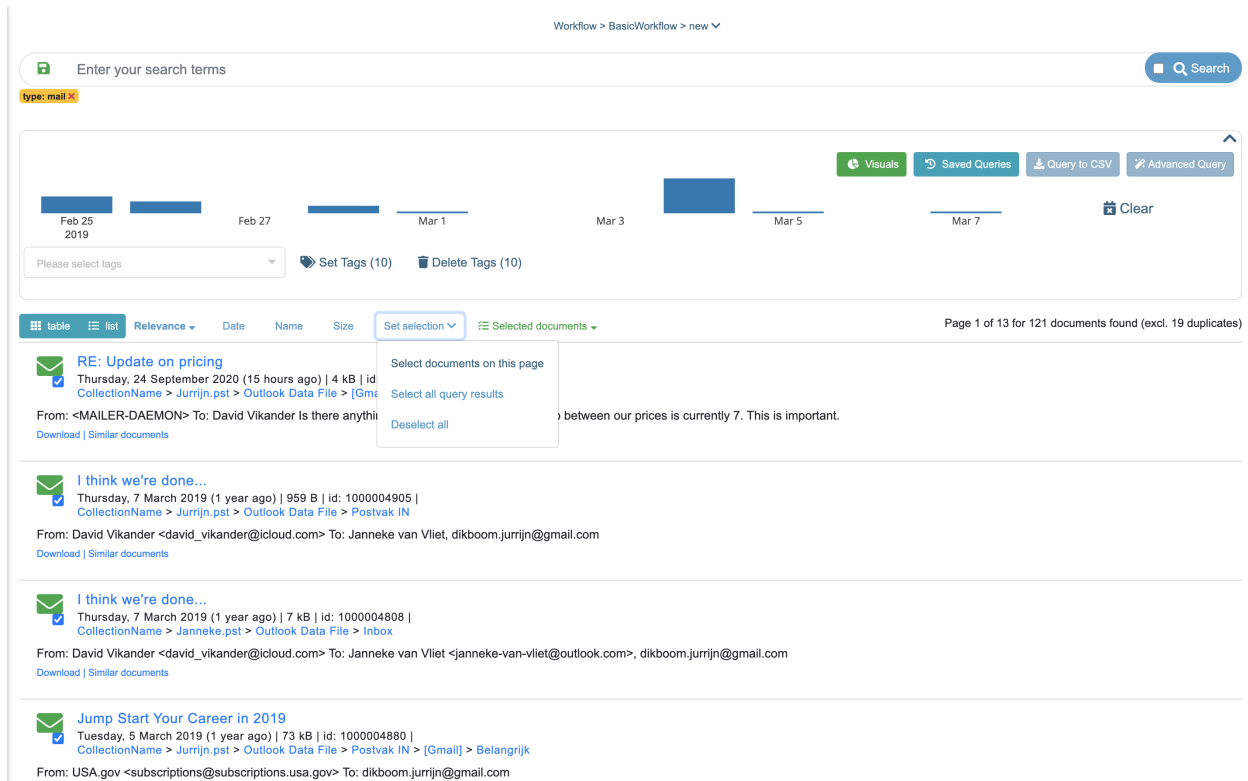 Workflow > BasicWorkflow > new
Enter your search terms
Search
type: mail ×
Visuals
Saved Queries
Query to CSV
Advanced Query
Feb 25
2019
Feb 27
Mar 1
Mar 3
Mar 5
Mar 7
Clear
Please select tags
Set Tags (10)
Delete Tags (10)
table list Relevance Date Name Size Set selection Selected documents Page 1 of 13 for 121 documents found (excl. 19 duplicates)
Select documents on this page
Select all query results
Deselect all
RE: Update on pricing
Thursday, 24 September 2020 (15 hours ago) | 4 kB | id
CollectionName > Jurrijn.pst > Outlook Data File > [Gma
From: <MAILER-DAEMON> To: David Vikander Is there anythin between our prices is currently 7. This is important.
Download | Similar documents
I think we're done...
Thursday, 7 March 2019 (1 year ago) | 959 B | id: 1000004905 |
CollectionName > Jurrijn.pst > Outlook Data File > Postvak IN
From: David Vikander <david_vikander@icloud.com> To: Janneke van Vliet, dikboom.jurrijn@gmail.com
Download | Similar documents
I think we're done...
Thursday, 7 March 2019 (1 year ago) | 7 kB | id: 1000004808 |
CollectionName > Janneke.pst > Outlook Data File > Inbox
From: David Vikander <david_vikander@icloud.com> To: Janneke van Vliet <janneke-van-vliet@outlook.com>, dikboom.jurrijn@gmail.com
Download | Similar documents
Jump Start Your Career in 2019
Tuesday, 5 March 2019 (1 year ago) | 73 kB | id: 1000004880 |
CollectionName > Jurrijn.pst > Outlook Data File > Postvak IN > [Gmail] > Belangrijk
From: USA.gov <subscriptions@subscriptions.usa.gov> To: dikboom.jurrijn@gmail.com